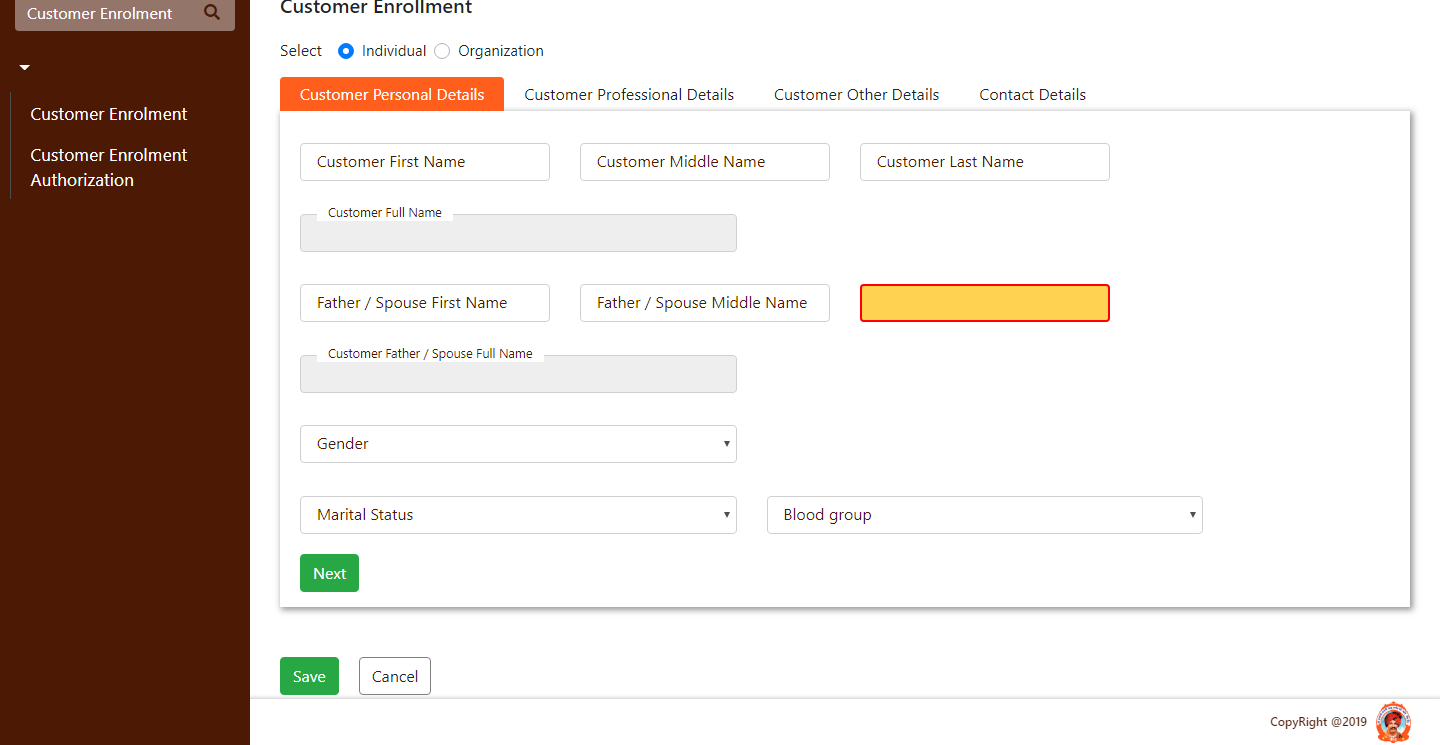 Customer Enrollment
Customer Enrolment
Select Individual Organization
Customer Personal Details Customer Professional Details Customer Other Details Contact Details
Customer Enrolment
Customer Enrolment
Authorization
Customer First Name Customer Middle Name Customer Last Name
Customer Full Name
Father / Spouse First Name Father / Spouse Middle Name
Customer Father / Spouse Full Name
Gender
Marital Status Blood group
Next
Save Cancel
CopyRight @2019